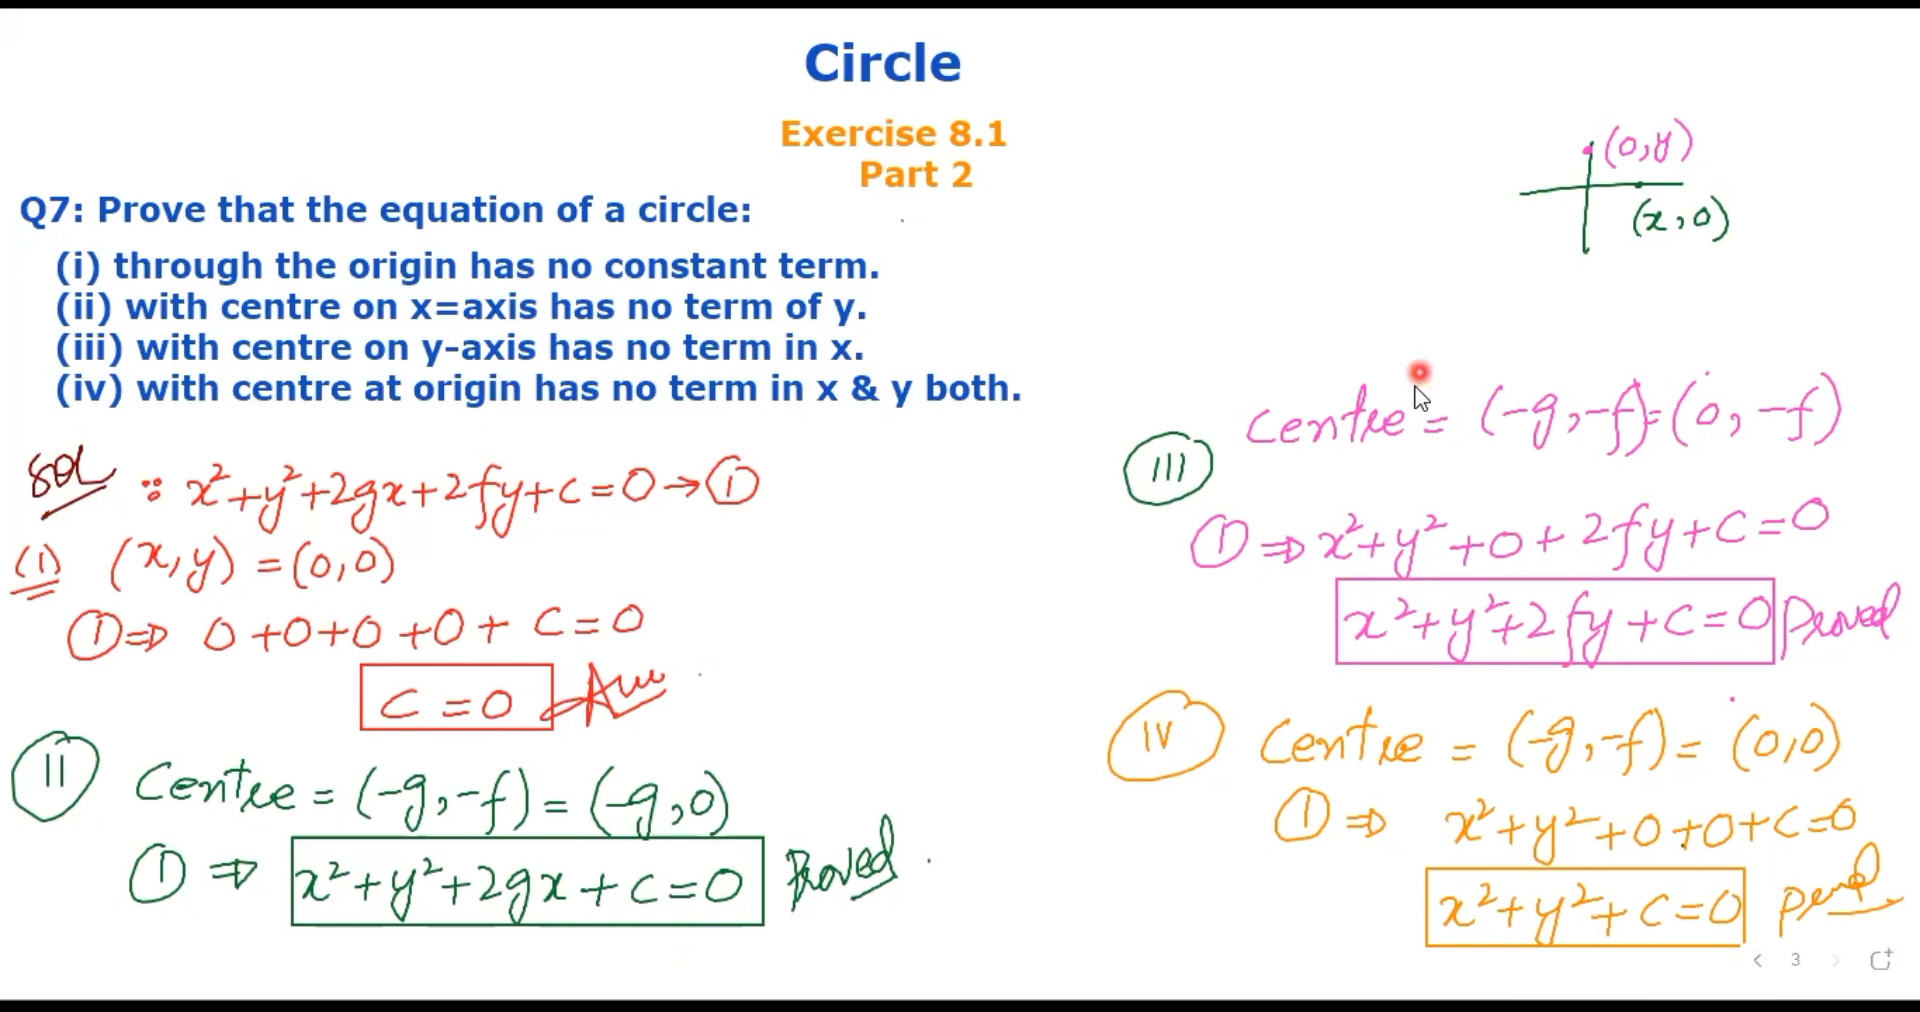 Circle
Exercise 8.1
Part 2
Q7: Prove that the equation of a circle:
(i) through the origin has no constant term.
(ii) with centre on x=axis has no term of y.
(iii) with centre on y-axis has no term in x.
(iv) with centre at origin has no term in x & y both.
(0,y)
(x,0)
Sol ∵ x²+y²+2gx+2fy+c=0→①
(1) (x,y)=(0,0)
①⇒ 0+0+0+0+c=0
c=0 Ans
II Centre=(-g,-f)=(-g,0)
①⇒ x²+y²+2gx+c=0 Proved
III Centre=(-g,-f)=(0,-f)
①⇒x²+y²+0+2fy+c=0
x²+y²+2fy+c=0 Proved
IV Centre=(-g,-f)=(0,0)
①⇒ x²+y²+0+0+c=0
x²+y²+c=0 Proved
< 3 >